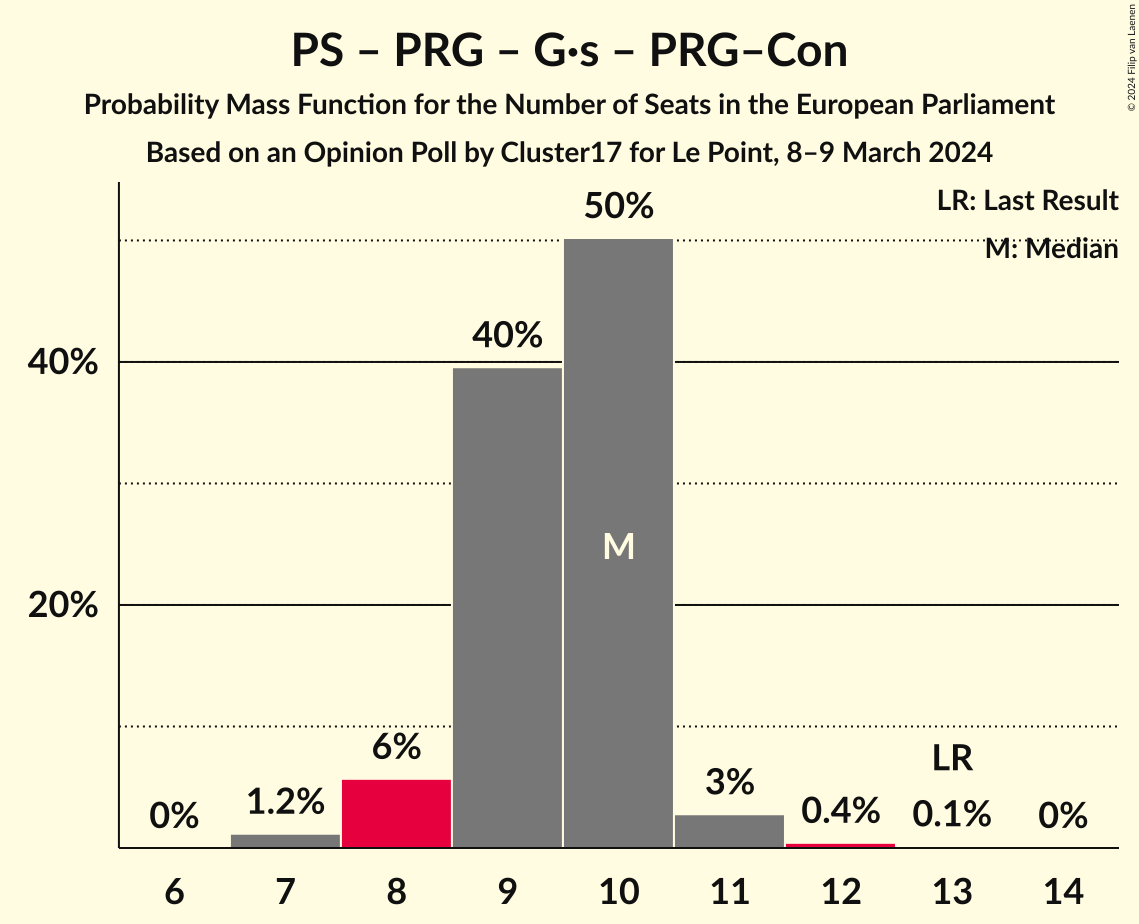 PS – PRG – G•s – PRG–Con
Probability Mass Function for the Number of Seats in the European Parliament
Based on an Opinion Poll by Cluster17 for Le Point, 8–9 March 2024
© 2024 Filip van Laenen
LR: Last Result
M: Median
50%
40%
40%
M
20%
6%
LR
3%
1.2%
0%
0.4%
0.1%
0%
6 7 8 9 10 11 12 13 14